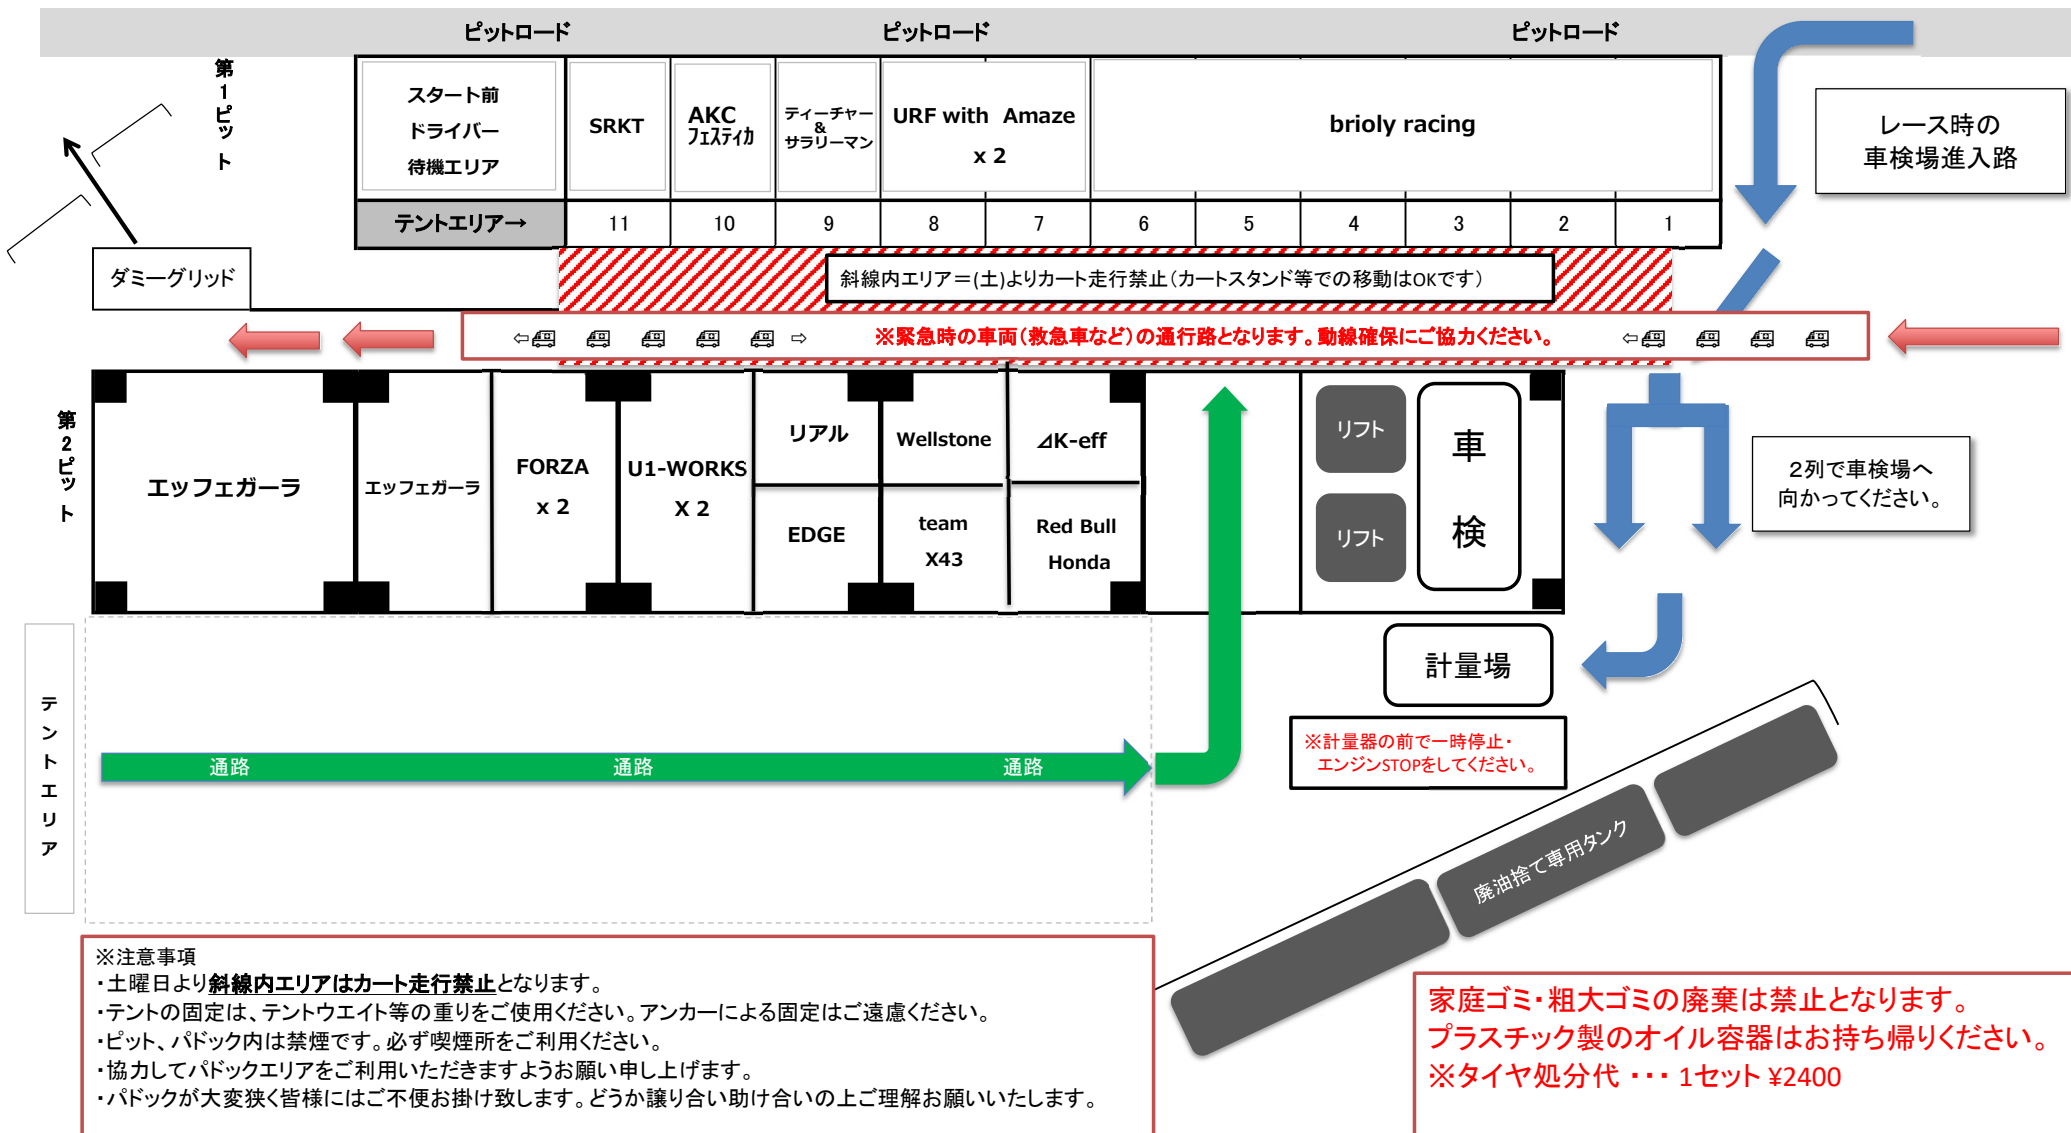 ピットロード
ピットロード
ピットロード
第1ピット
スタート前
ドライバー
待機エリア
SRKT
AKC
フェスティカ
ティーチャー
&
サラリーマン
URF with Amaze
x 2
brioly racing
レース時の
車検場進入路
テントエリア→
11
10
9
8
7
6
5
4
3
2
1
ダミーグリッド
斜線内エリア＝(土)よりカート走行禁止（カートスタンド等での移動はOKです）
※緊急時の車両（救急車など）の通行路となります。動線確保にご協力ください。
第2ピット
エッフェガーラ
エッフェガーラ
FORZA
x 2
U1-WORKS
X 2
リアル
EDGE
Wellstone
team
X43
⊿K-eff
Red Bull
Honda
リフト
リフト
車検
２列で車検場へ
向かってください。
計量場
※計量器の前で一時停止・
エンジンSTOPをしてください。
テントエリア
通路
通路
通路
廃油捨て専用タンク
※注意事項
・土曜日より斜線内エリアはカート走行禁止となります。
・テントの固定は、テントウエイト等の重りをご使用ください。アンカーによる固定はご遠慮ください。
・ピット、パドック内は禁煙です。必ず喫煙所をご利用ください。
・協力してパドックエリアをご利用いただきますようお願い申し上げます。
・パドックが大変狭く皆様にはご不便お掛け致します。どうか譲り合い助け合いの上ご理解お願いいたします。
家庭ゴミ・粗大ゴミの廃棄は禁止となります。
プラスチック製のオイル容器はお持ち帰りください。
※タイヤ処分代 ・・・ 1セット ¥2400